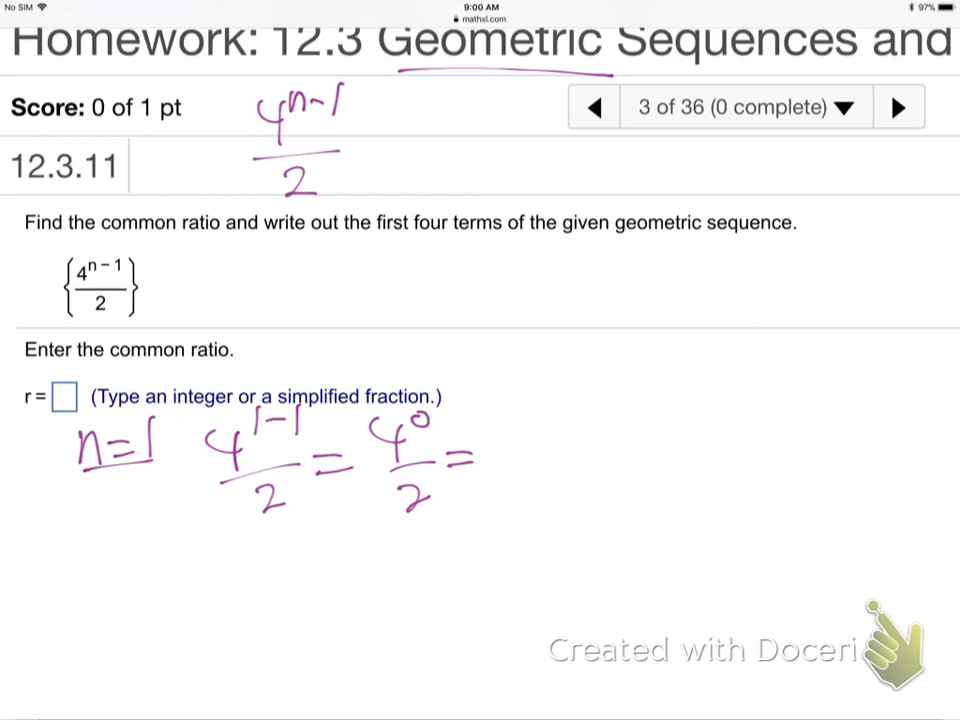 No SIM 9:00 AM 97%
mathxl.com
Homework: 12.3 Geometric Sequences and
Score: 0 of 1 pt
4^{n-1}/2
3 of 36 (0 complete)
12.3.11
Find the common ratio and write out the first four terms of the given geometric sequence.
{4^{n-1}/2}
Enter the common ratio.
r = (Type an integer or a simplified fraction.)
n=1 4^{1-1}/2 = 4^0/2 =
Created with Doceri